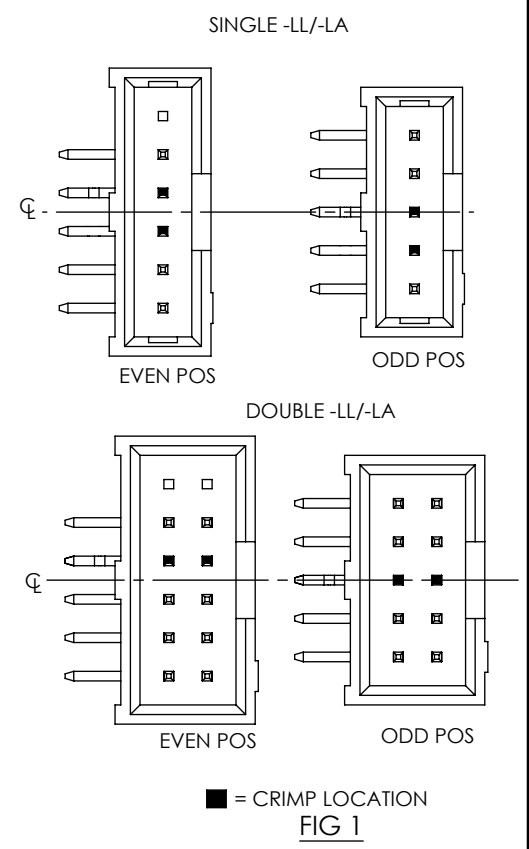 SINGLE -LL/-LA
℄
EVEN POS
ODD POS
DOUBLE -LL/-LA
℄
EVEN POS
ODD POS
= CRIMP LOCATION
FIG 1